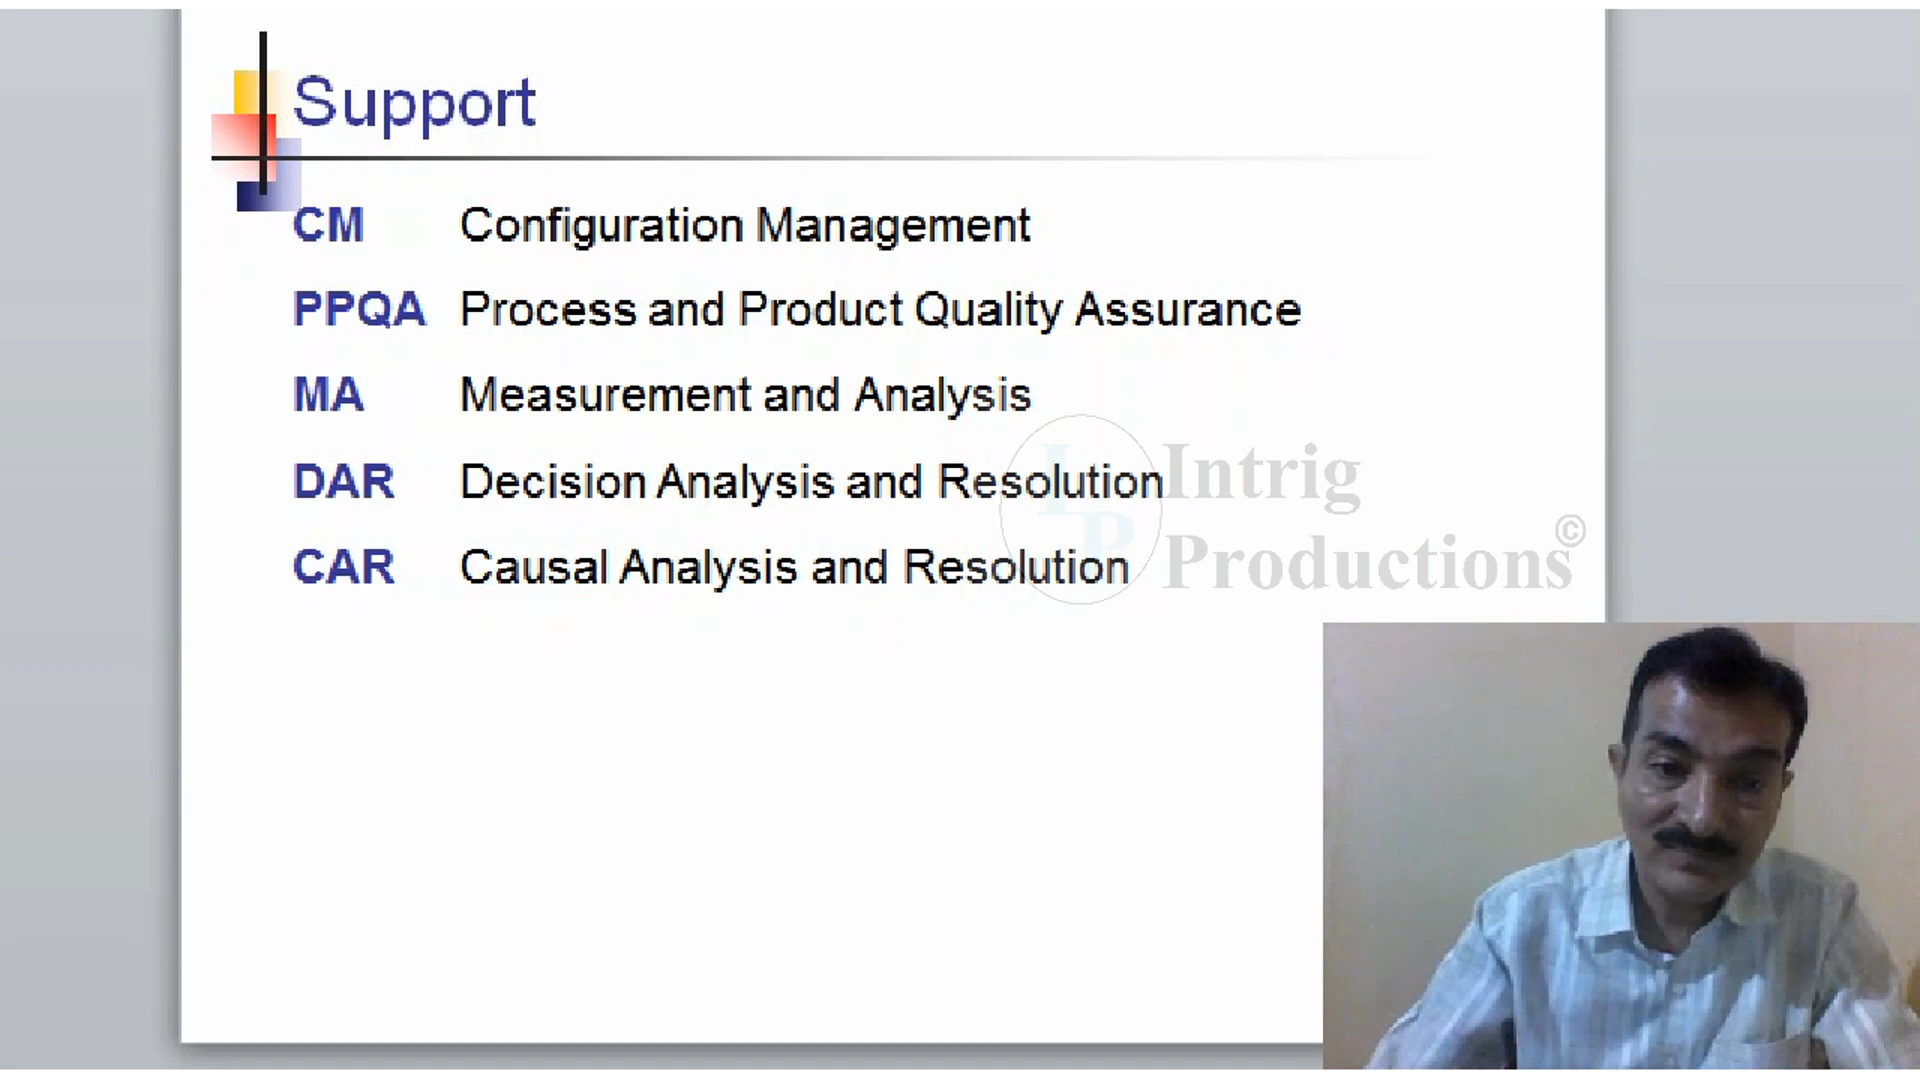 Support
CM Configuration Management
PPQA Process and Product Quality Assurance
MA Measurement and Analysis
DAR Decision Analysis and Resolution
CAR Causal Analysis and Resolution
I P
Intrig
Productions©